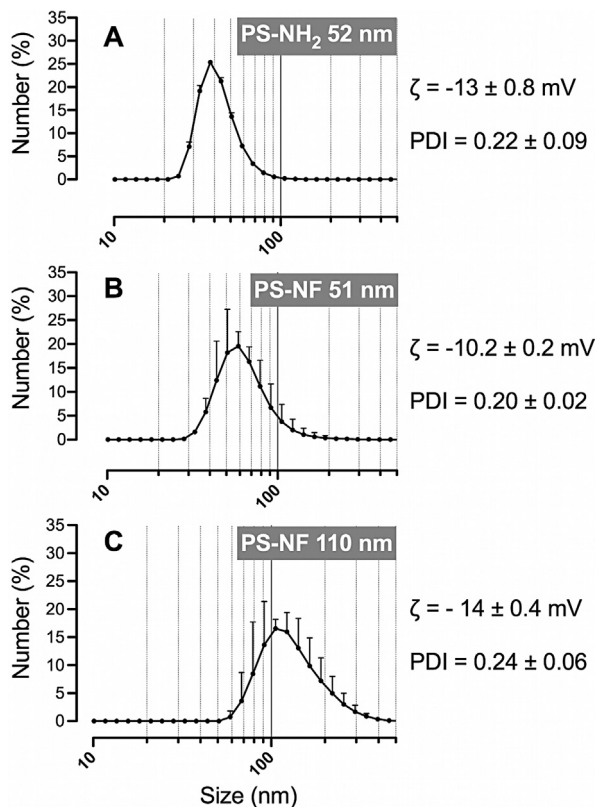 A
PS-NH₂ 52 nm
Number (%)
35
30
25
20
15
10
5
0
10
100
ζ = -13 ± 0.8 mV
PDI = 0.22 ± 0.09
B
PS-NF 51 nm
Number (%)
35
30
25
20
15
10
5
0
10
100
ζ = -10.2 ± 0.2 mV
PDI = 0.20 ± 0.02
C
PS-NF 110 nm
Number (%)
35
30
25
20
15
10
5
0
10
100
Size (nm)
ζ = - 14 ± 0.4 mV
PDI = 0.24 ± 0.06